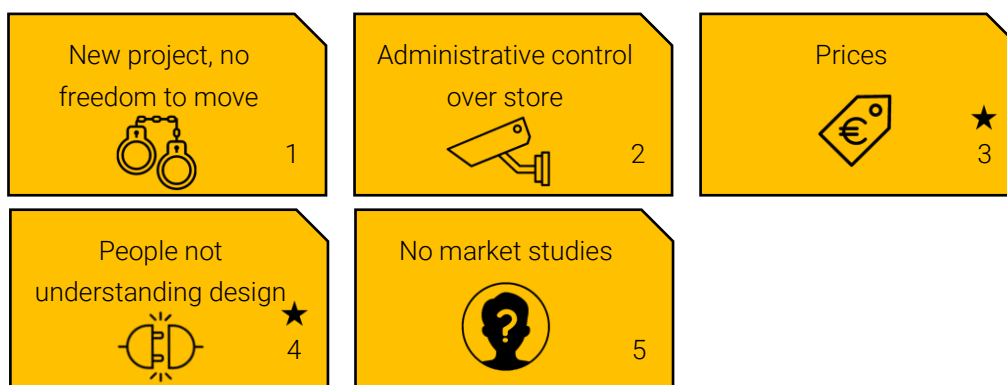 New project, no
freedom to move
1
Administrative control
over store
2
Prices
€
★
3
People not
understanding design
★
4
No market studies
?
5